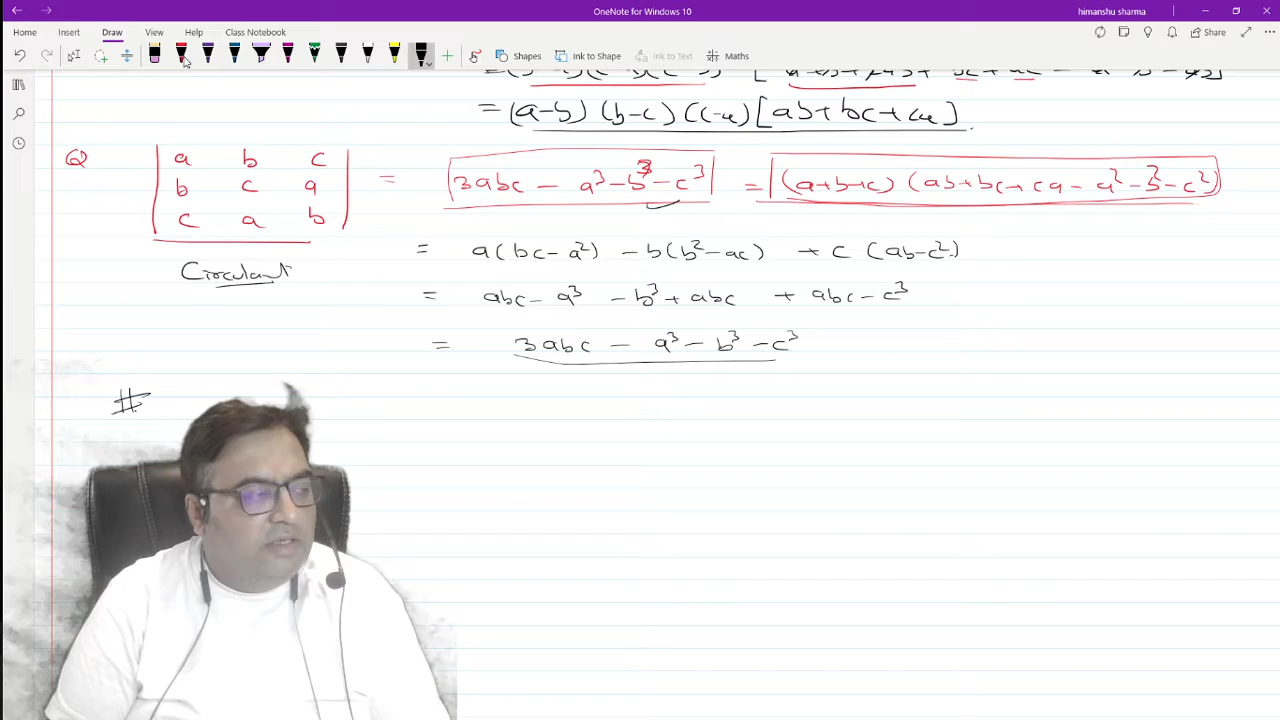 OneNote for Windows 10
himanshu sharma
Home Insert Draw View Help Class Notebook
Share
Shapes Ink to Shape Ink to Text Maths
= (a-b) (b-c) (c-a) [ab+bc+ca]
Q | a b c | = 3abc - a³-b³-c³ = (a+b+c) (ab+bc+ca-a²-b²-c²)
| b c a |
| c a b |
= a(bc-a²) - b(b²-ac) + c (ab-c²)
Circulant
= abc - a³ - b³ + abc + abc - c³
= 3abc - a³ - b³ - c³
#